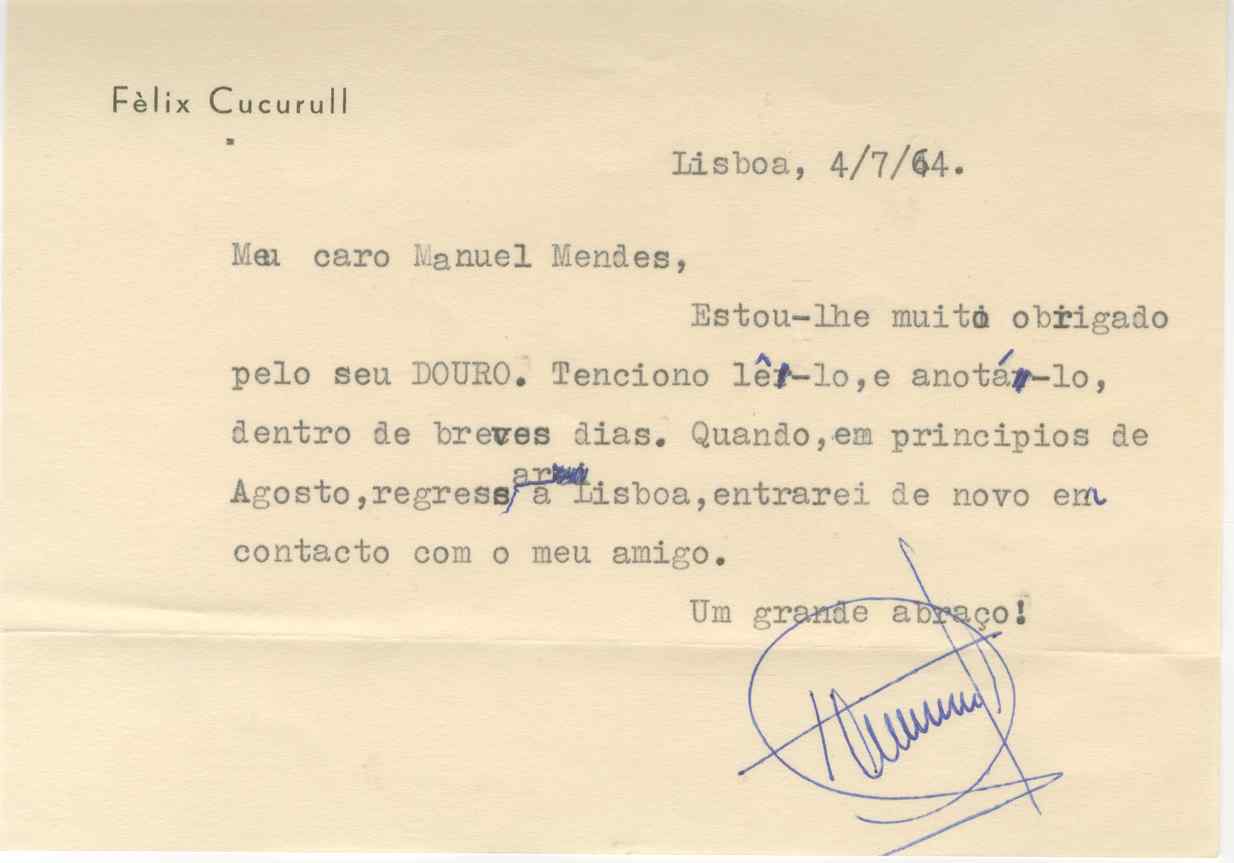 Fèlix Cucurull
Lisboa, 4/7/64.
Meu caro Manuel Mendes,
Estou-lhe muito obrigado
pelo seu DOURO. Tenciono lê-lo,e anotá-lo,
dentro de breves dias. Quando,em principios de
Agosto,regressar a Lisboa,entrarei de novo em
contacto com o meu amigo.
Um grande abraço!